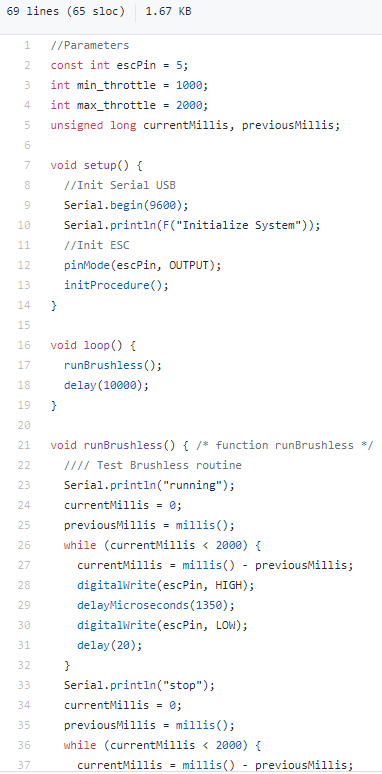 69 lines (65 sloc) 1.67 KB
1 //Parameters
2 const int escPin = 5;
3 int min_throttle = 1000;
4 int max_throttle = 2000;
5 unsigned long currentMillis, previousMillis;
6
7 void setup() {
8   //Init Serial USB
9   Serial.begin(9600);
10   Serial.println(F("Initialize System"));
11   //Init ESC
12   pinMode(escPin, OUTPUT);
13   initProcedure();
14 }
15
16 void loop() {
17   runBrushless();
18   delay(10000);
19 }
20
21 void runBrushless() { /* function runBrushless */
22   //// Test Brushless routine
23   Serial.println("running");
24   currentMillis = 0;
25   previousMillis = millis();
26   while (currentMillis < 2000) {
27     currentMillis = millis() - previousMillis;
28     digitalWrite(escPin, HIGH);
29     delayMicroseconds(1350);
30     digitalWrite(escPin, LOW);
31     delay(20);
32   }
33   Serial.println("stop");
34   currentMillis = 0;
35   previousMillis = millis();
36   while (currentMillis < 2000) {
37     currentMillis = millis() - previousMillis;